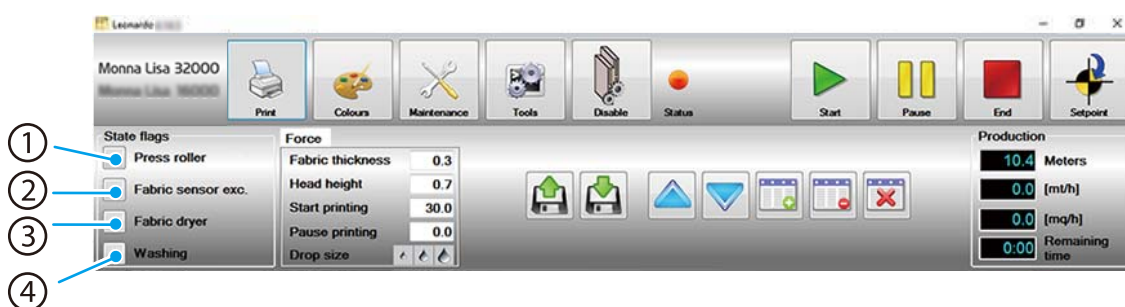 Leonardo
Monna Lisa 32000
Monna Lisa 16000
Print
Colours
Maintenance
Tools
Disable
Status
Start
Pause
End
Setpoint
State flags
1
Press roller
2
Fabric sensor exc.
3
Fabric dryer
4
Washing
Force
Fabric thickness 0.3
Head height 0.7
Start printing 30.0
Pause printing 0.0
Drop size
Production
10.4 Meters
0.0 [mt/h]
0.0 [mq/h]
0:00 Remaining
time